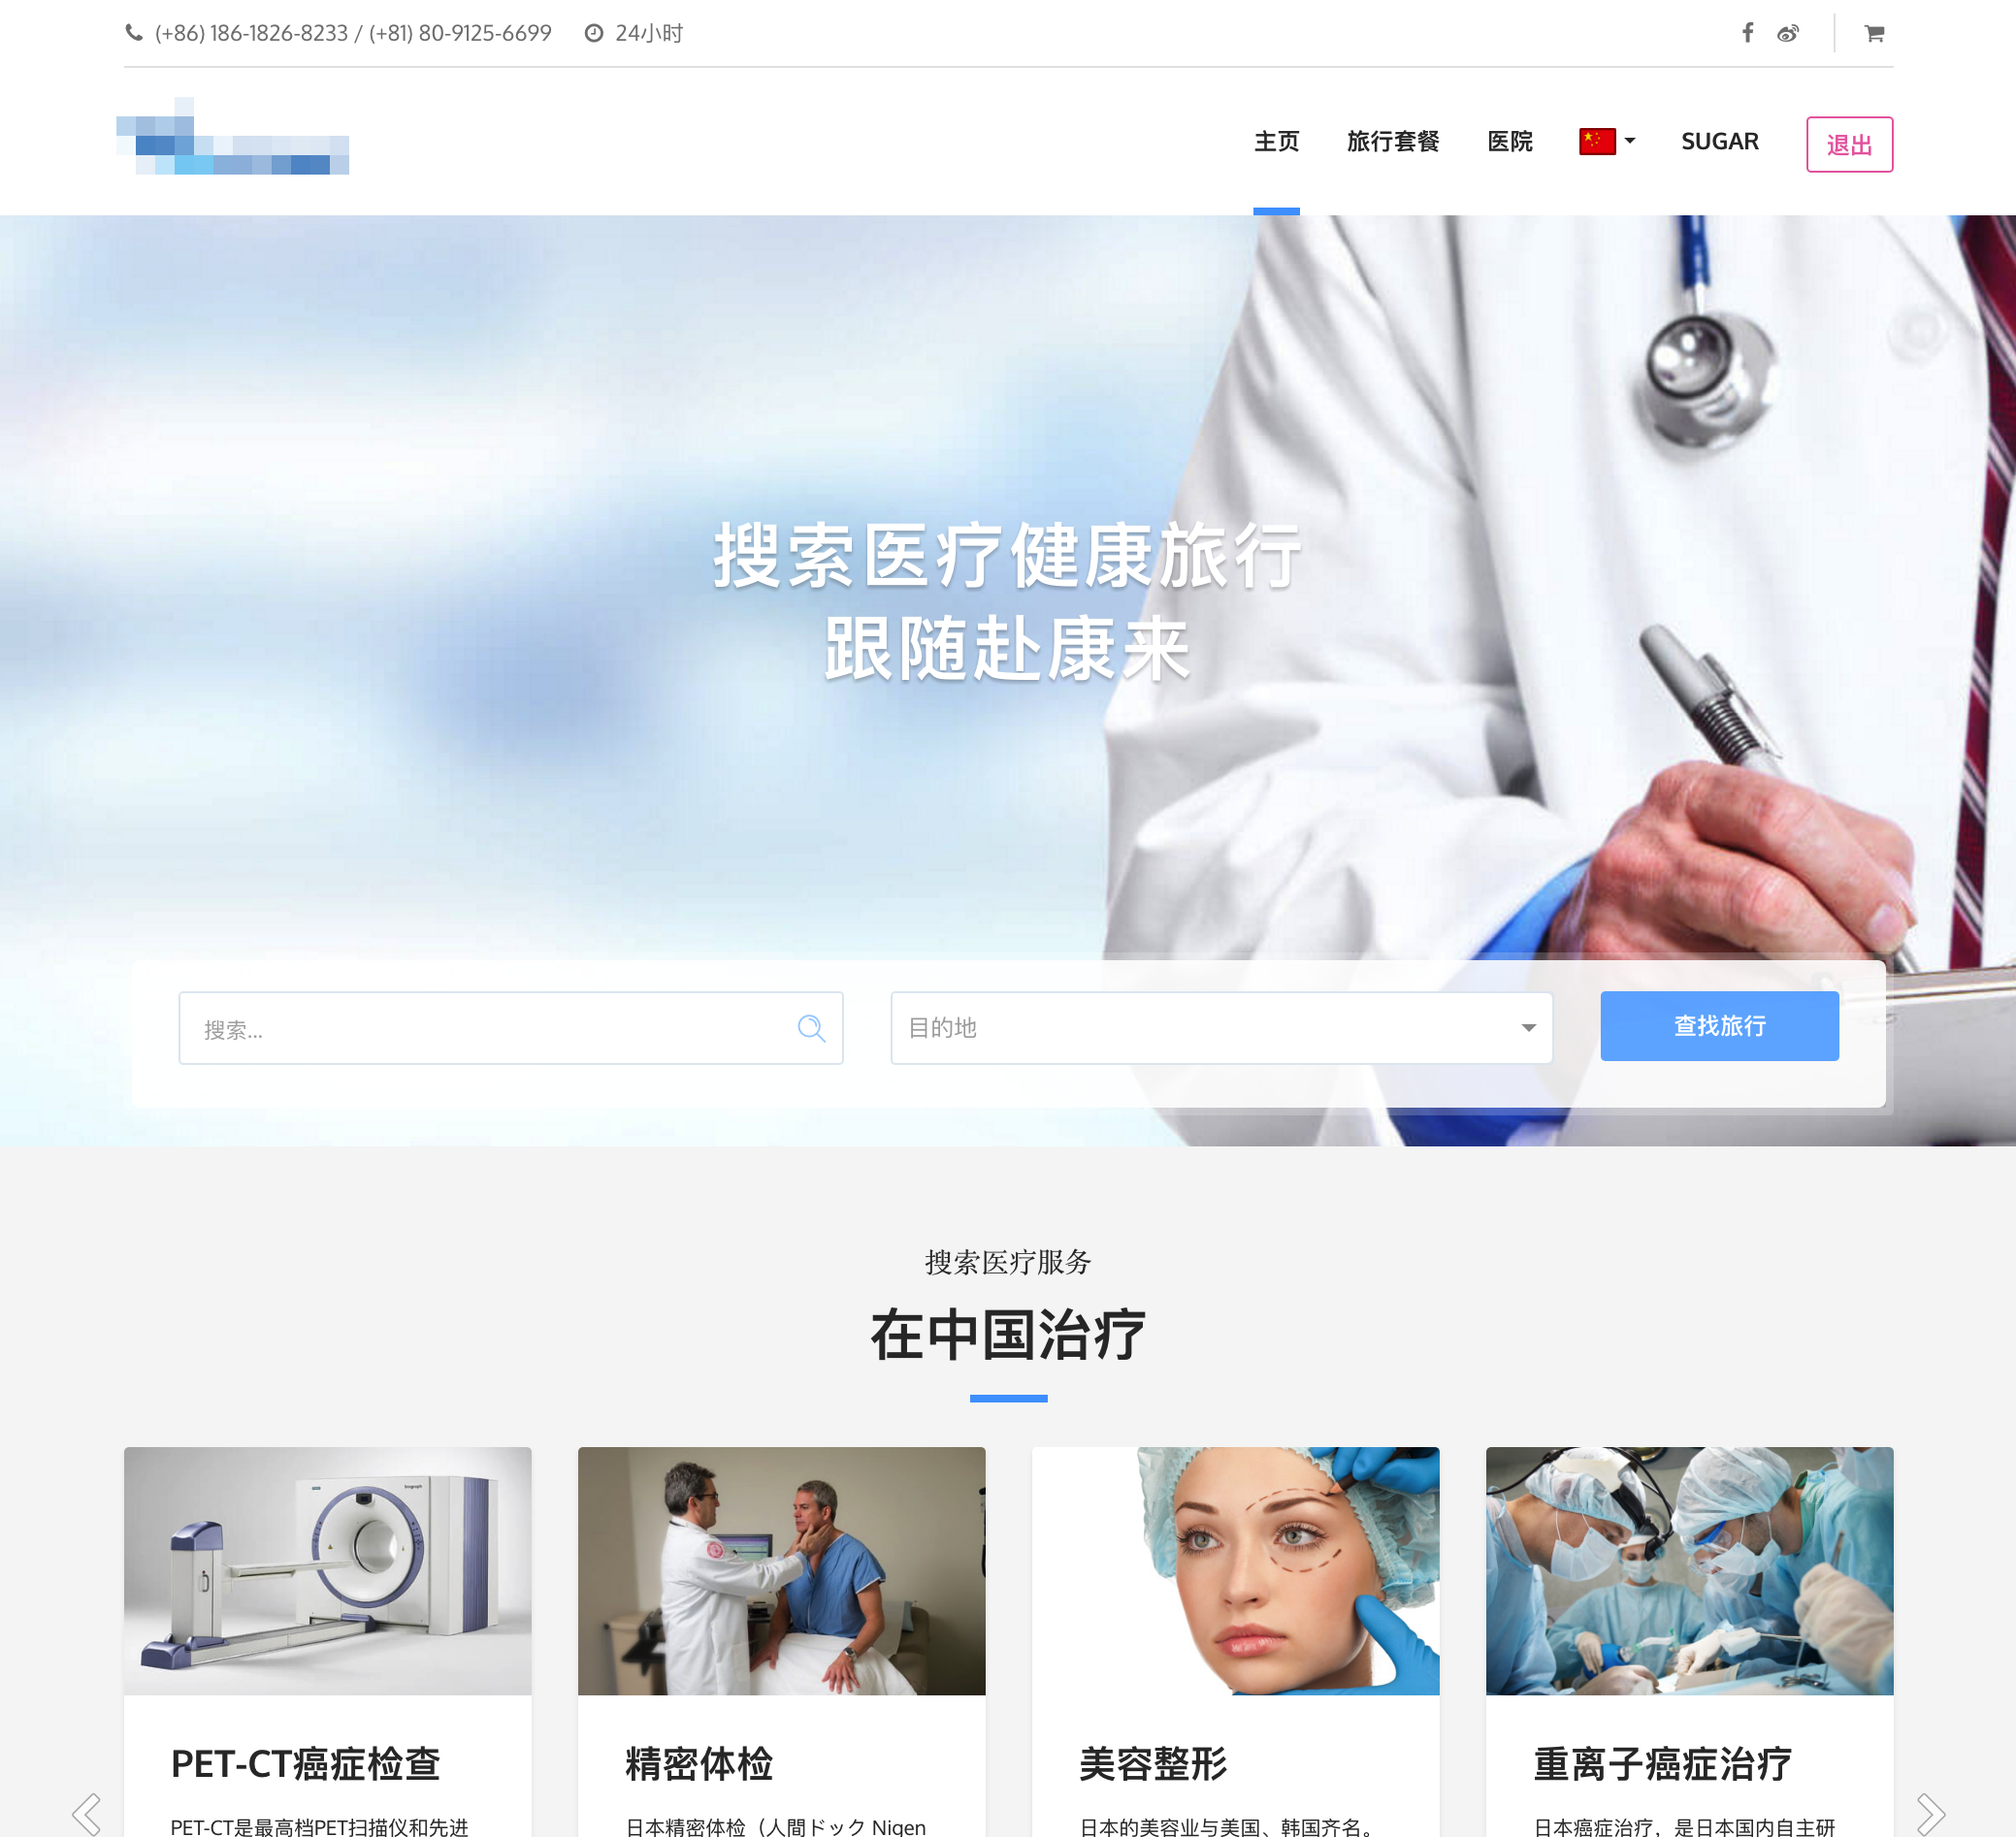 (+86) 186-1826-8233 / (+81) 80-9125-6699 24小时
主页 旅行套餐 医院 SUGAR 退出
搜索医疗健康旅行
跟随赴康来
搜索... 目的地 查找旅行
搜索医疗服务
在中国治疗
PET-CT癌症检查
PET-CT是最高档PET扫描仪和先进
精密体检
日本精密体检（人間ドック Nigen
美容整形
日本的美容业与美国、韩国齐名。
重离子癌症治疗
日本癌症治疗，是日本国内自主研